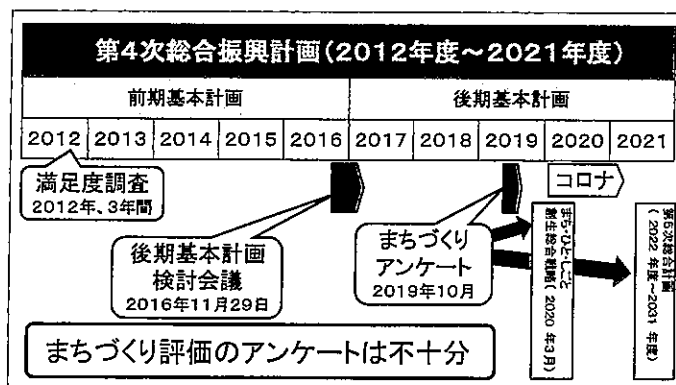 第4次総合振興計画(2012年度～2021年度)
前期基本計画
後期基本計画
2012 2013 2014 2015 2016 2017 2018 2019 2020 2021
満足度調査
2012年、3年間
コロナ
後期基本計画
検討会議
2016年11月29日
まちづくり
アンケート
2019年10月
まち・ひと・しごと
創生総合戦略(2020年3月)
第5次総合計画
(2022年度～2031年度)
まちづくり評価のアンケートは不十分